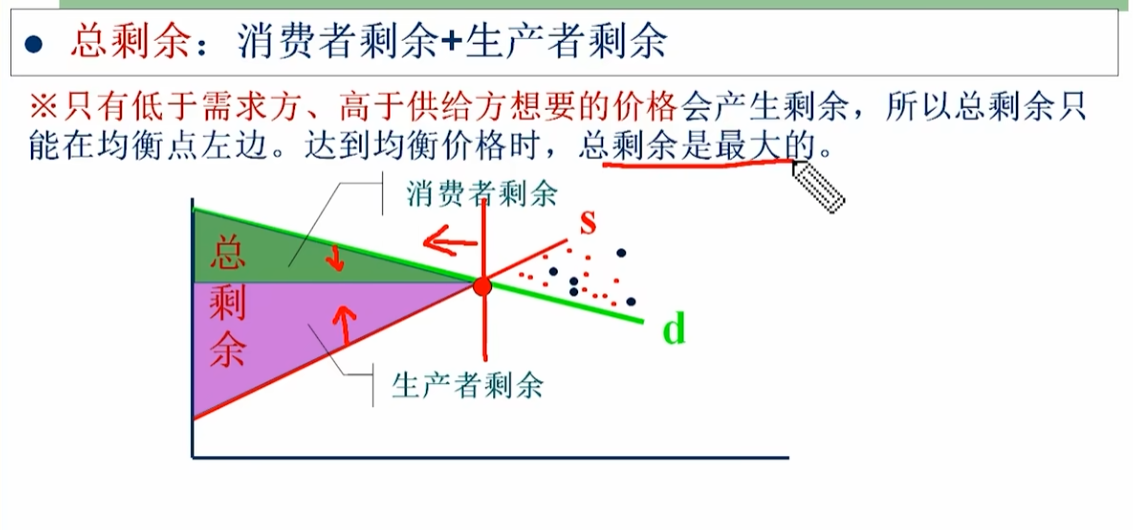 ● 总剩余：消费者剩余+生产者剩余
※只有低于需求方、高于供给方想要的价格会产生剩余，所以总剩余只
能在均衡点左边。达到均衡价格时，总剩余是最大的。
消费者剩余
s
总
剩
余
d
生产者剩余